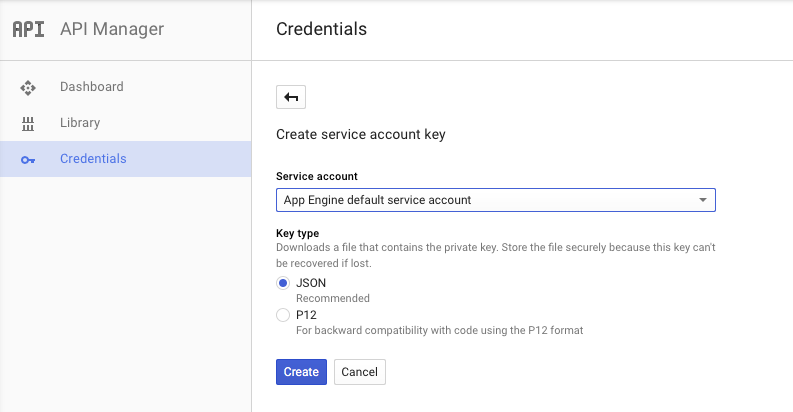 API API Manager
Credentials
Dashboard
Library
Credentials
Create service account key
Service account
App Engine default service account
Key type
Downloads a file that contains the private key. Store the file securely because this key can't
be recovered if lost.
JSON
Recommended
P12
For backward compatibility with code using the P12 format
Create
Cancel